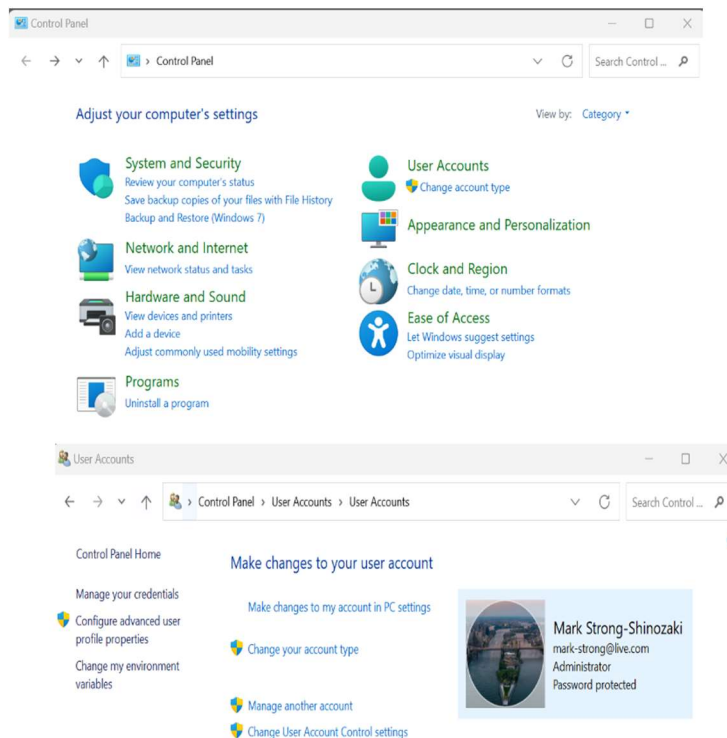 Control Panel
Control Panel
Search Control ...
Adjust your computer's settings
View by: Category
System and Security
Review your computer's status
Save backup copies of your files with File History
Backup and Restore (Windows 7)
Network and Internet
View network status and tasks
Hardware and Sound
View devices and printers
Add a device
Adjust commonly used mobility settings
Programs
Uninstall a program
User Accounts
Change account type
Appearance and Personalization
Clock and Region
Change date, time, or number formats
Ease of Access
Let Windows suggest settings
Optimize visual display
User Accounts
Control Panel > User Accounts > User Accounts
Search Control ...
Control Panel Home
Manage your credentials
Configure advanced user
profile properties
Change my environment
variables
Make changes to your user account
Make changes to my account in PC settings
Change your account type
Manage another account
Change User Account Control settings
Mark Strong-Shinozaki
mark-strong@live.com
Administrator
Password protected